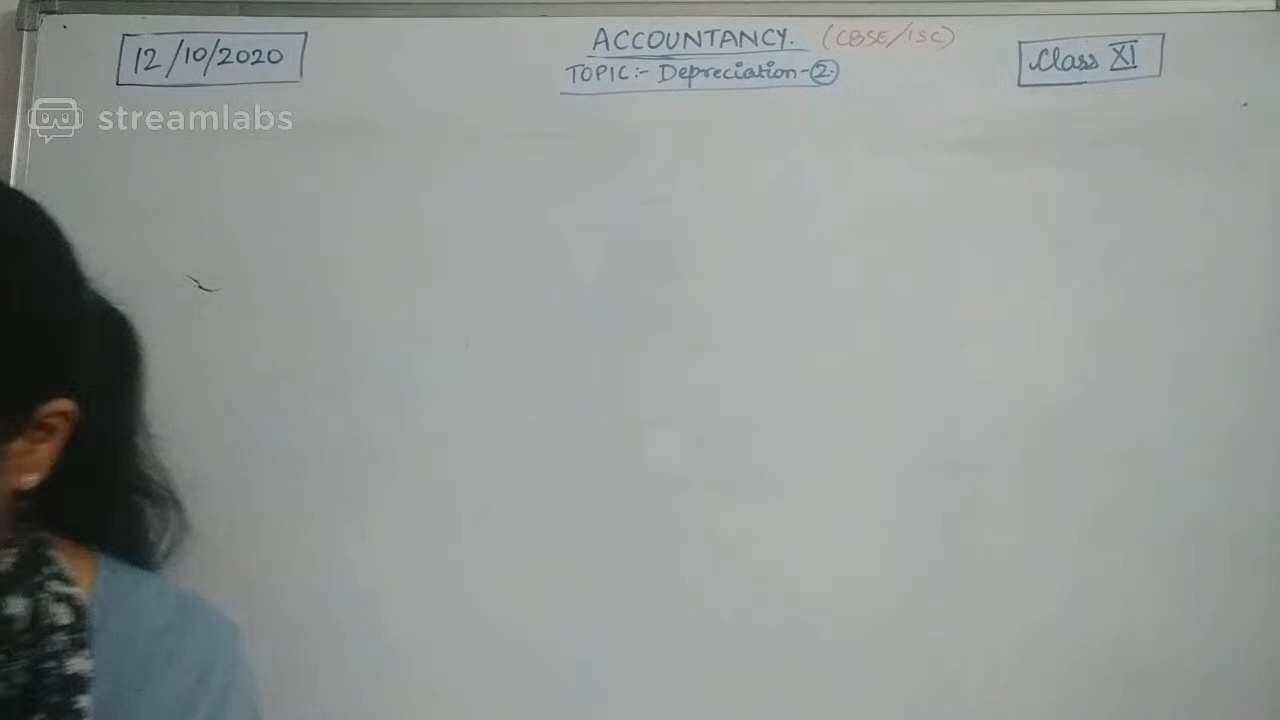 12/10/2020
ACCOUNTANCY. (CBSE/ISC)
TOPIC:- Depreciation-②
Class XI
streamlabs